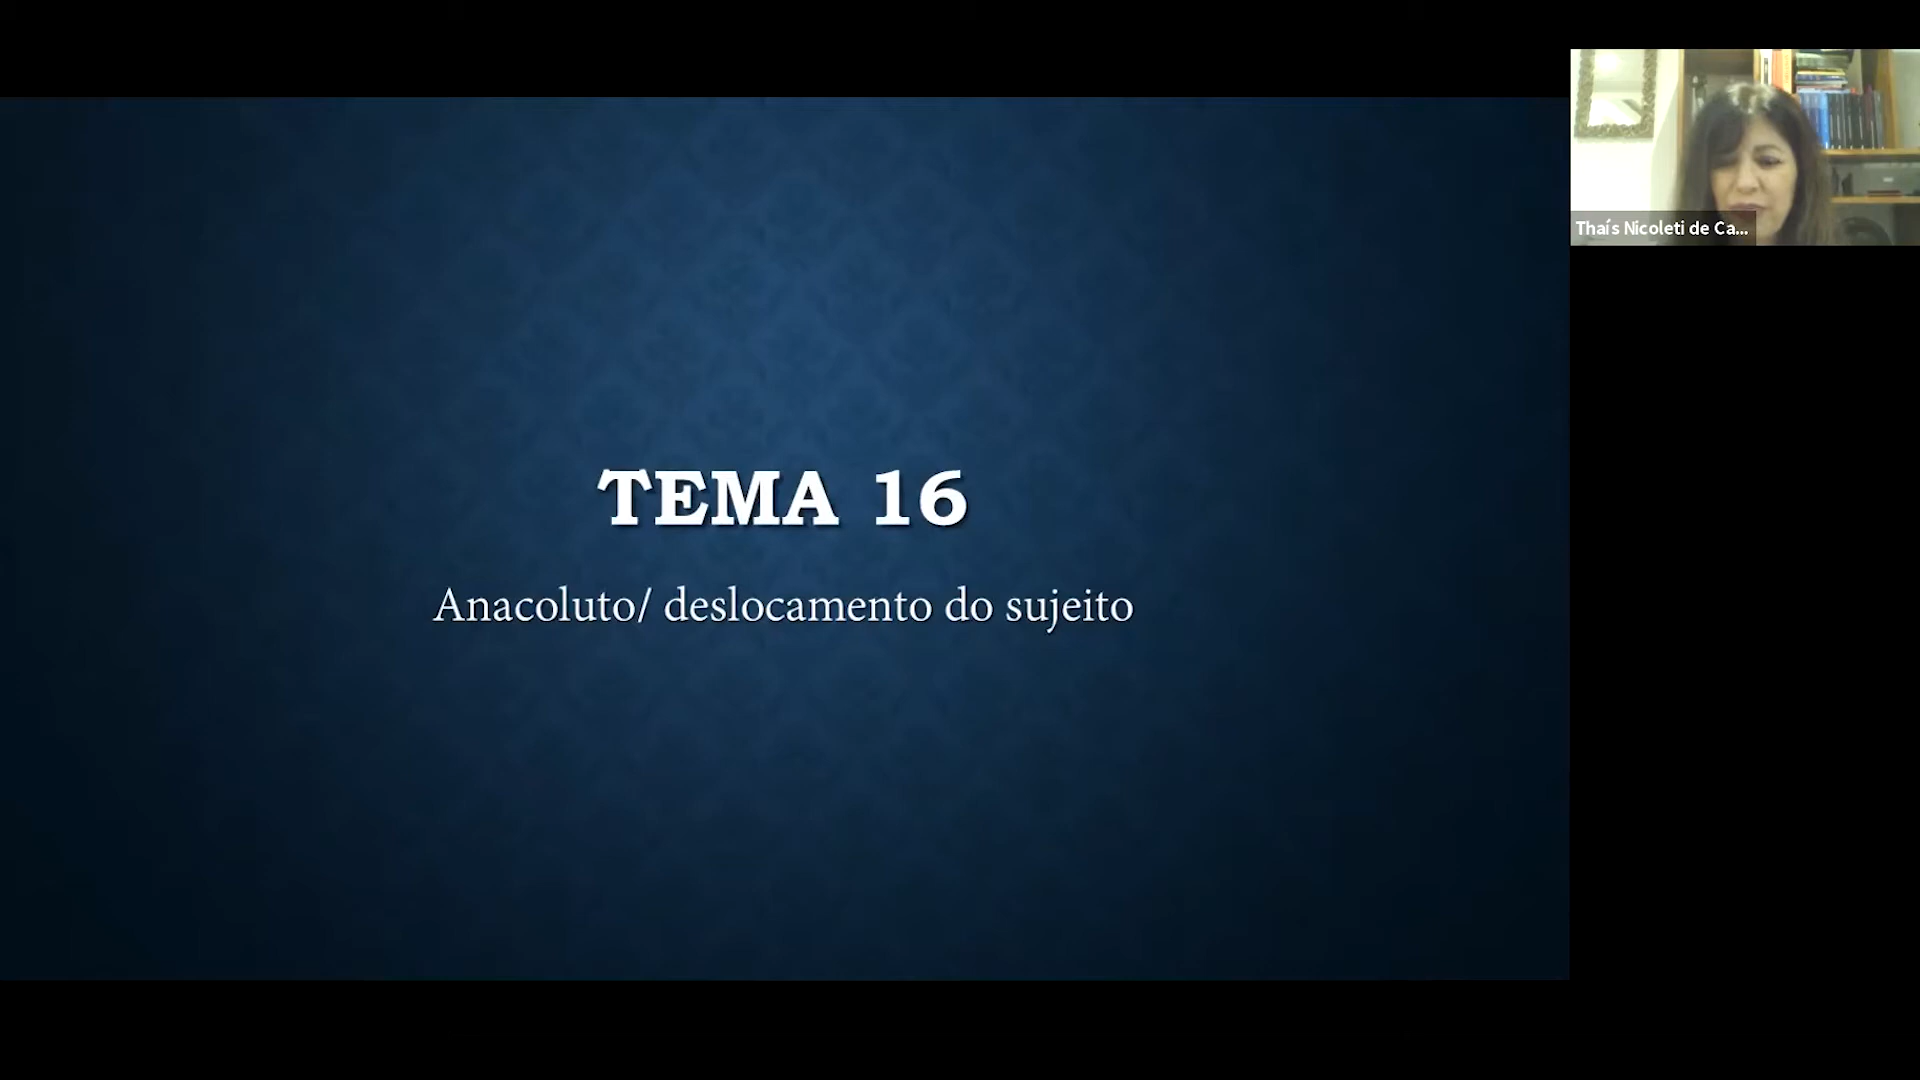 TEMA 16
Anacoluto/ deslocamento do sujeito
Thaís Nicoleti de Ca...